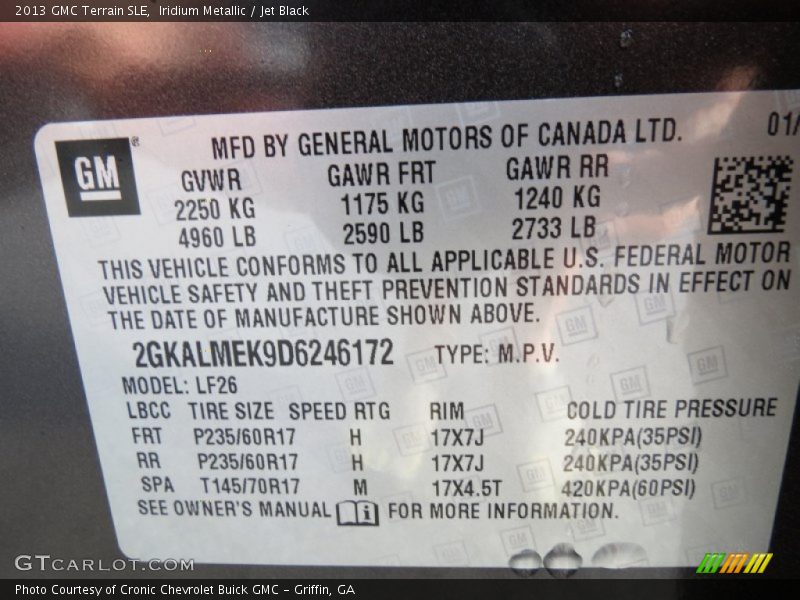 2013 GMC Terrain SLE, Iridium Metallic / Jet Black
MFD BY GENERAL MOTORS OF CANADA LTD. 01/
GM®
GVWR GAWR FRT GAWR RR
2250 KG 1175 KG 1240 KG
4960 LB 2590 LB 2733 LB
THIS VEHICLE CONFORMS TO ALL APPLICABLE U.S. FEDERAL MOTOR
VEHICLE SAFETY AND THEFT PREVENTION STANDARDS IN EFFECT ON
THE DATE OF MANUFACTURE SHOWN ABOVE.
2GKALMEK9D6246172 TYPE: M.P.V.
MODEL: LF26
LBCC TIRE SIZE SPEED RTG RIM COLD TIRE PRESSURE
FRT P235/60R17 H 17X7J 240KPA(35PSI)
RR P235/60R17 H 17X7J 240KPA(35PSI)
SPA T145/70R17 M 17X4.5T 420KPA(60PSI)
SEE OWNER'S MANUAL FOR MORE INFORMATION.
GTCARLOT.COM
Photo Courtesy of Cronic Chevrolet Buick GMC – Griffin, GA